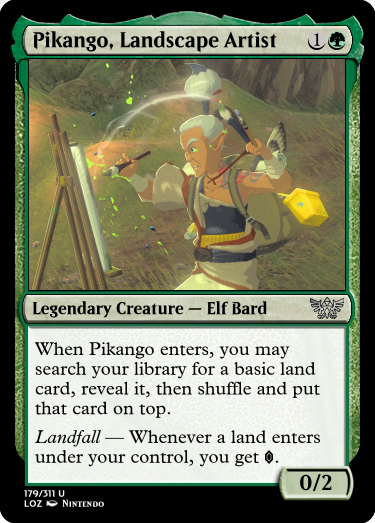 Pikango, Landscape Artist 1
Legendary Creature — Elf Bard
When Pikango enters, you may
search your library for a basic land
card, reveal it, then shuffle and put
that card on top.
Landfall — Whenever a land enters
under your control, you get .
0/2
179/311 U
LOZ Nintendo